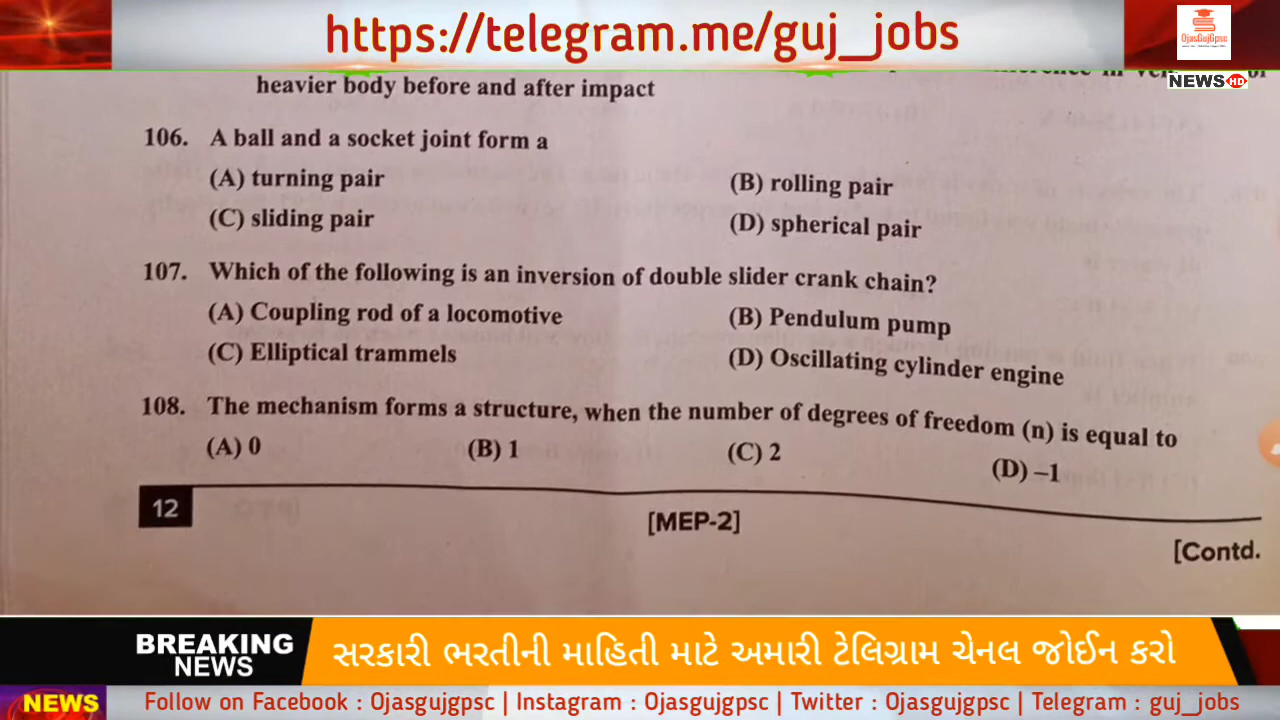 https://telegram.me/guj_jobs
OjasGujGpsc
NEWS HD
heavier body before and after impact
106. A ball and a socket joint form a
(A) turning pair (B) rolling pair
(C) sliding pair (D) spherical pair
107. Which of the following is an inversion of double slider crank chain?
(A) Coupling rod of a locomotive (B) Pendulum pump
(C) Elliptical trammels (D) Oscillating cylinder engine
108. The mechanism forms a structure, when the number of degrees of freedom (n) is equal to
(A) 0 (B) 1 (C) 2 (D) –1
12 [MEP-2] [Contd.
BREAKING NEWS
સરકારી ભરતીની માહિતી માટે અમારી ટેલિગ્રામ ચેનલ જોઈન કરો
NEWS Follow on Facebook : Ojasgujgpsc | Instagram : Ojasgujgpsc | Twitter : Ojasgujgpsc | Telegram : guj_jobs